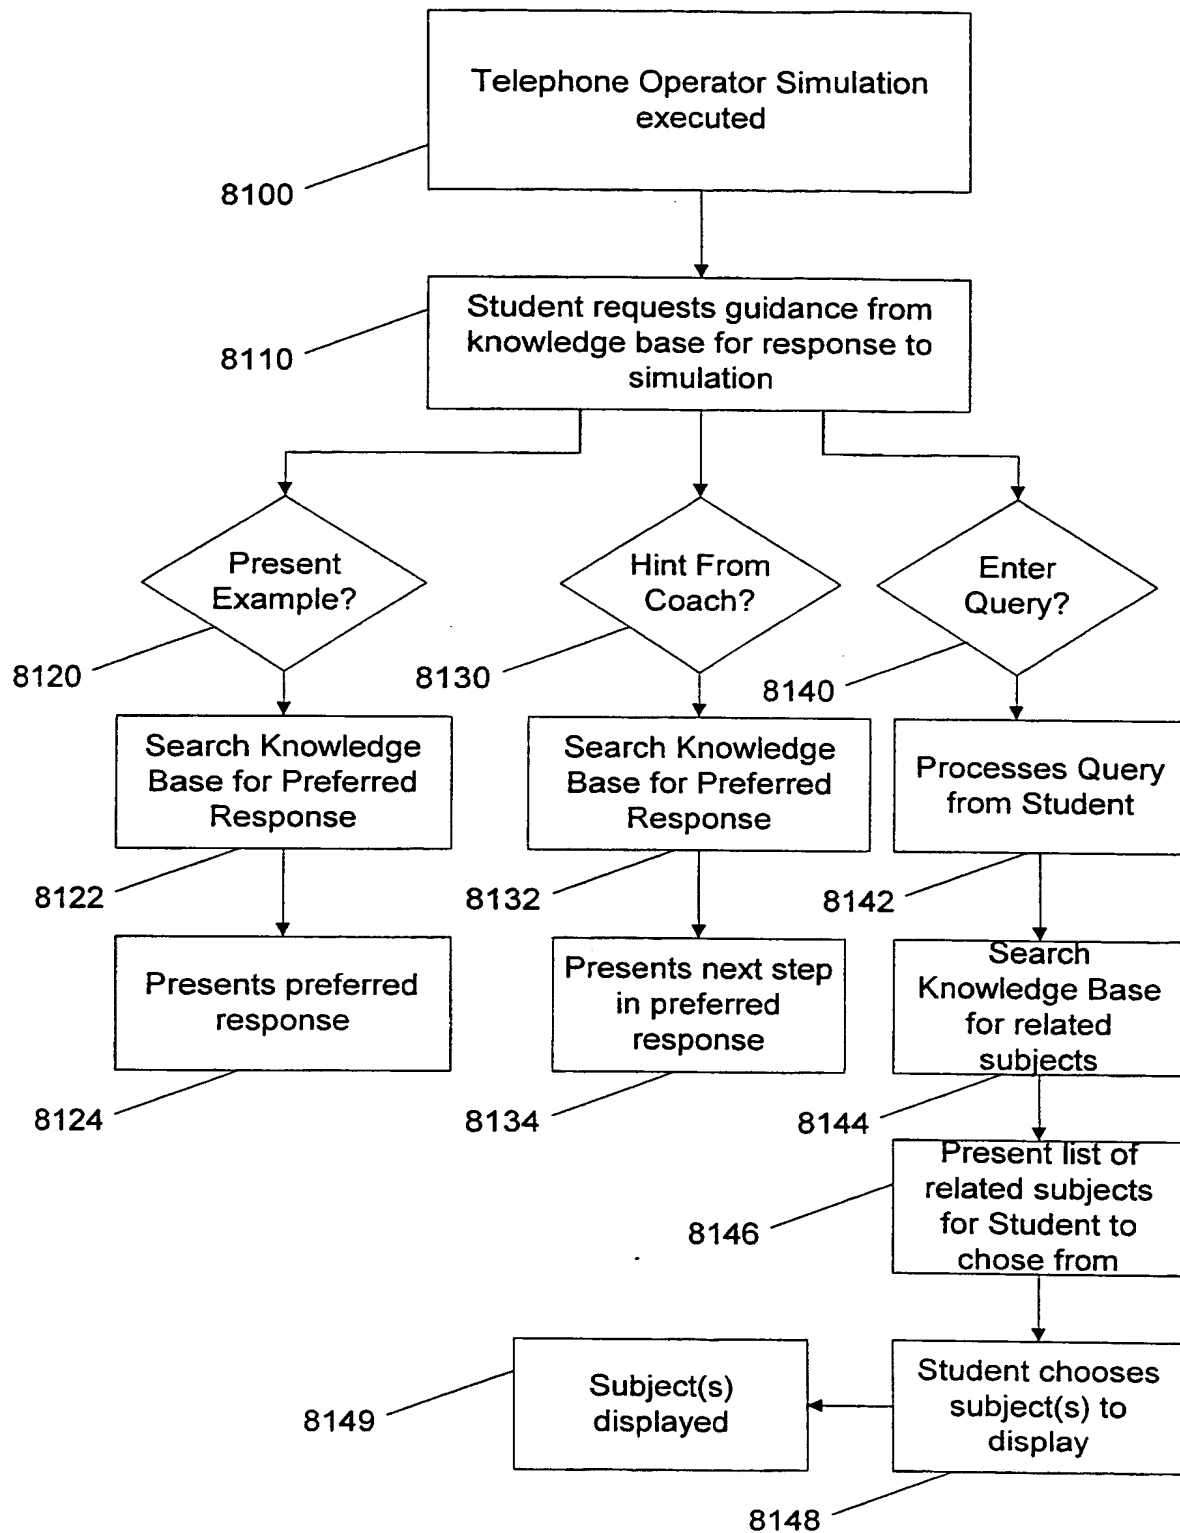 Telephone Operator Simulation
executed
8100
Student requests guidance from
knowledge base for response to
simulation
8110
Present
Example?
8120
Hint From
Coach?
8130
Enter
Query?
8140
Search Knowledge
Base for Preferred
Response
8122
Search Knowledge
Base for Preferred
Response
8132
Processes Query
from Student
8142
Presents preferred
response
8124
Presents next step
in preferred
response
8134
Search
Knowledge Base
for related
subjects
8144
Present list of
related subjects
for Student to
chose from
8146
Student chooses
subject(s) to
display
8148
Subject(s)
displayed
8149